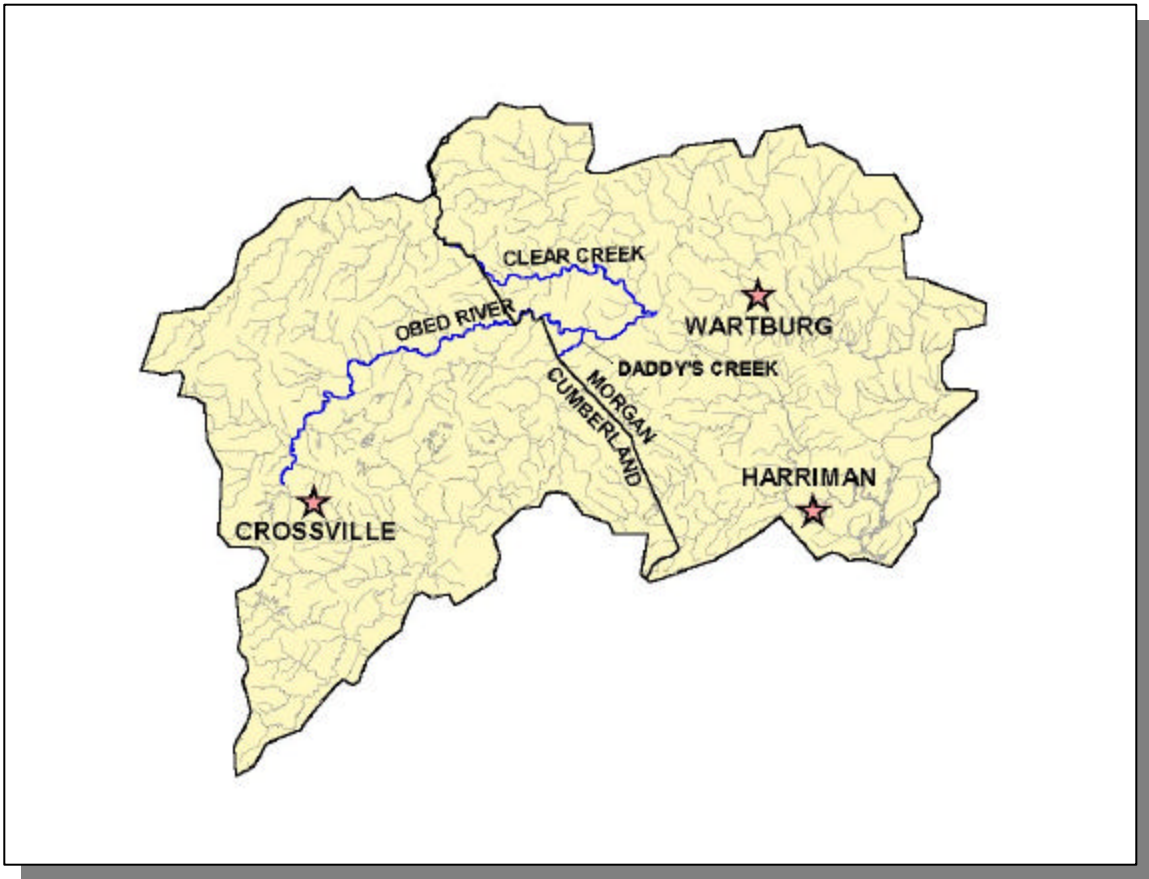 CLEAR CREEK
OBED RIVER
WARTBURG
DADDY'S CREEK
MORGAN
CUMBERLAND
HARRIMAN
CROSSVILLE